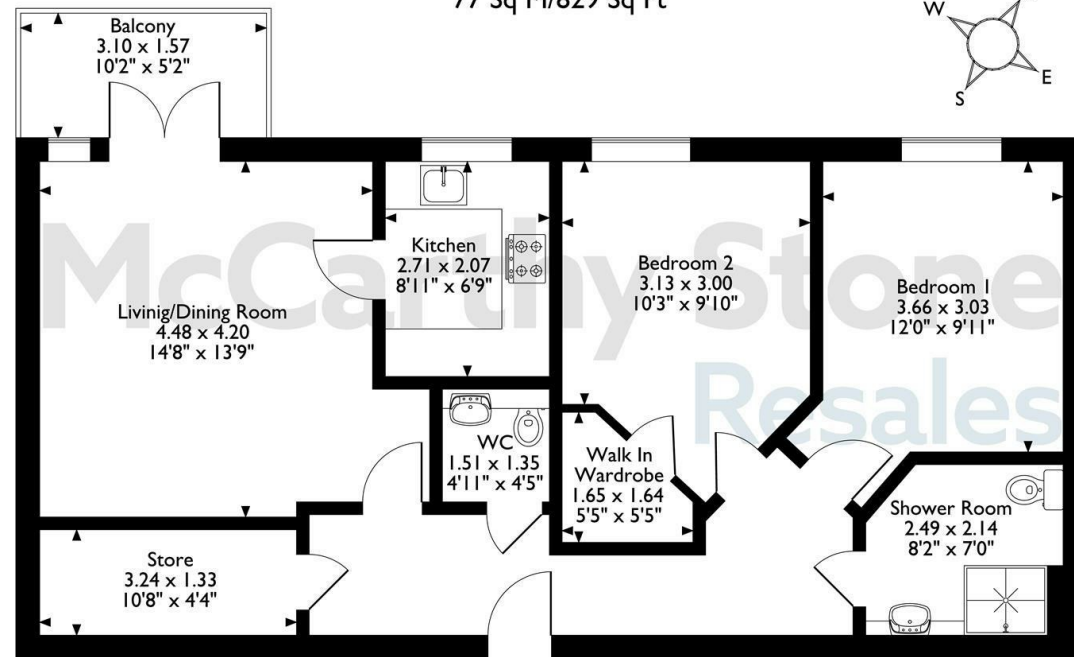 77 Sq M/829 Sq Ft
W
E
S
Balcony
3.10 x 1.57
10'2" x 5'2"
McCarthy Stone
Resales
Kitchen
2.71 x 2.07
8'11" x 6'9"
Bedroom 2
3.13 x 3.00
10'3" x 9'10"
Bedroom 1
3.66 x 3.03
12'0" x 9'11"
Livinig/Dining Room
4.48 x 4.20
14'8" x 13'9"
WC
1.51 x 1.35
4'11" x 4'5"
Walk In
Wardrobe
1.65 x 1.64
5'5" x 5'5"
Shower Room
2.49 x 2.14
8'2" x 7'0"
Store
3.24 x 1.33
10'8" x 4'4"